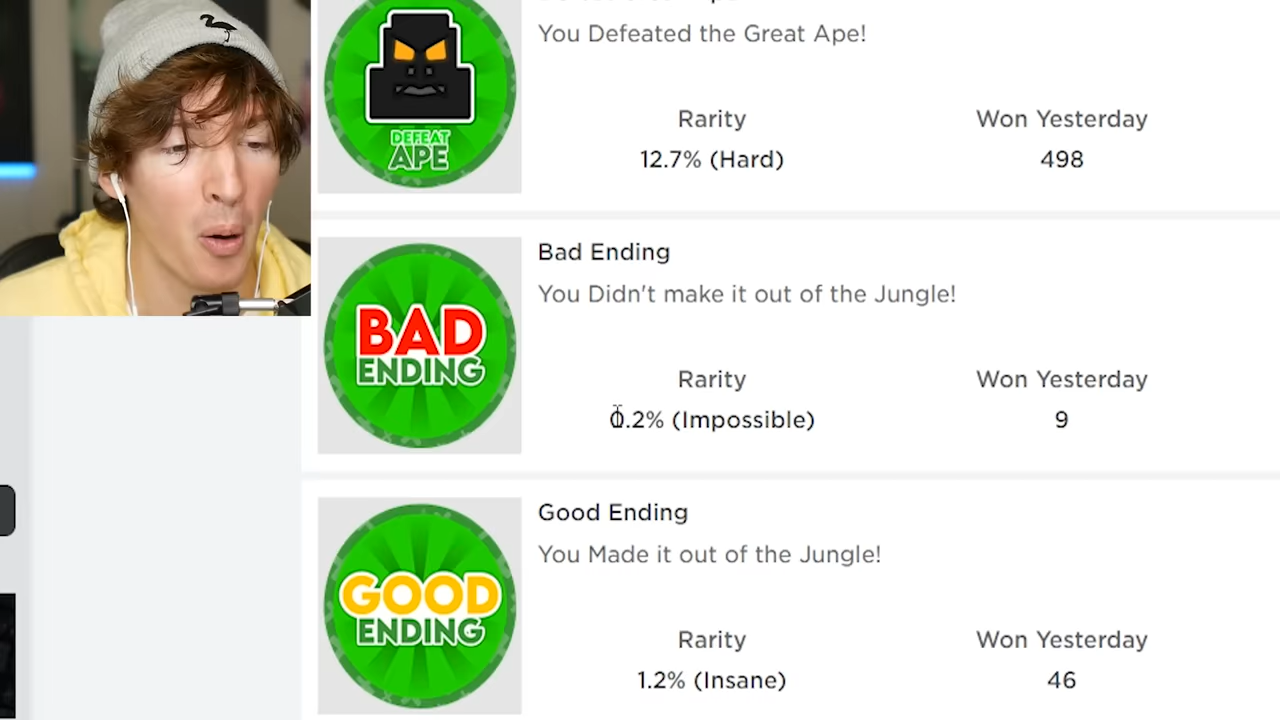 You Defeated the Great Ape!
Rarity
Won Yesterday
12.7% (Hard)
498
DEFEAT
APE
Bad Ending
You Didn't make it out of the Jungle!
Rarity
Won Yesterday
0.2% (Impossible)
9
BAD
ENDING
Good Ending
You Made it out of the Jungle!
Rarity
Won Yesterday
1.2% (Insane)
46
GOOD
ENDING